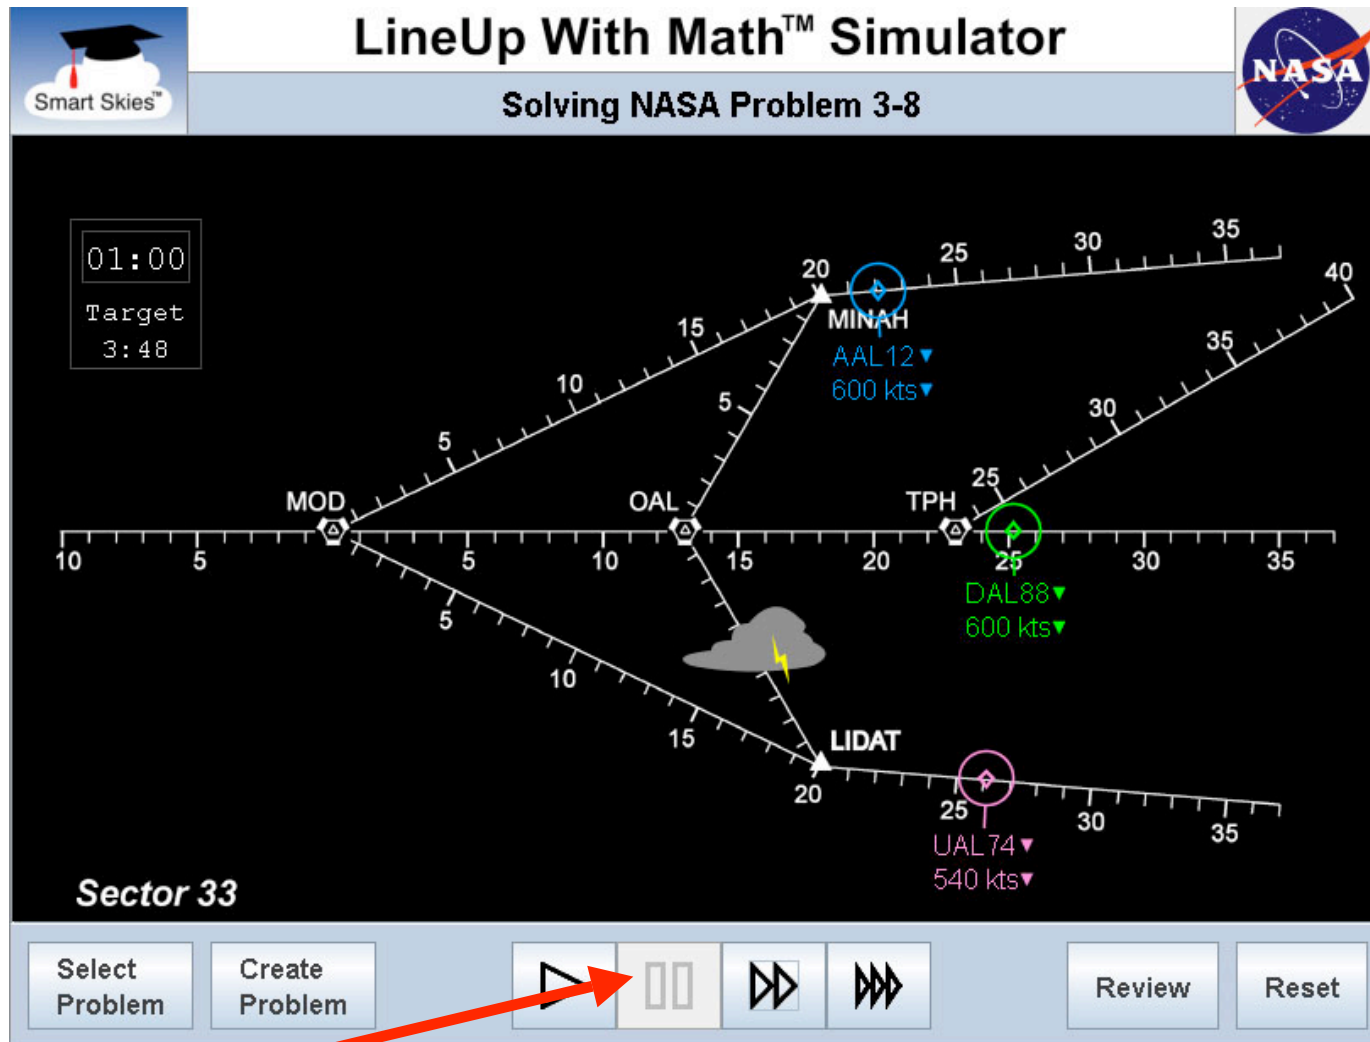 LineUp With Math™ Simulator
Smart Skies™
NASA
Solving NASA Problem 3-8
01:00
Target
3:48
20 25 30 35
40
MINAH
15
AAL12
600 kts
35
10
5
30
5
25
MOD OAL TPH
10 5 5 10 15 20 25 30 35
DAL88
600 kts
5
10
15
LIDAT
20
25 30 35
UAL74
540 kts
Sector 33
Select
Problem
Create
Problem
Review
Reset